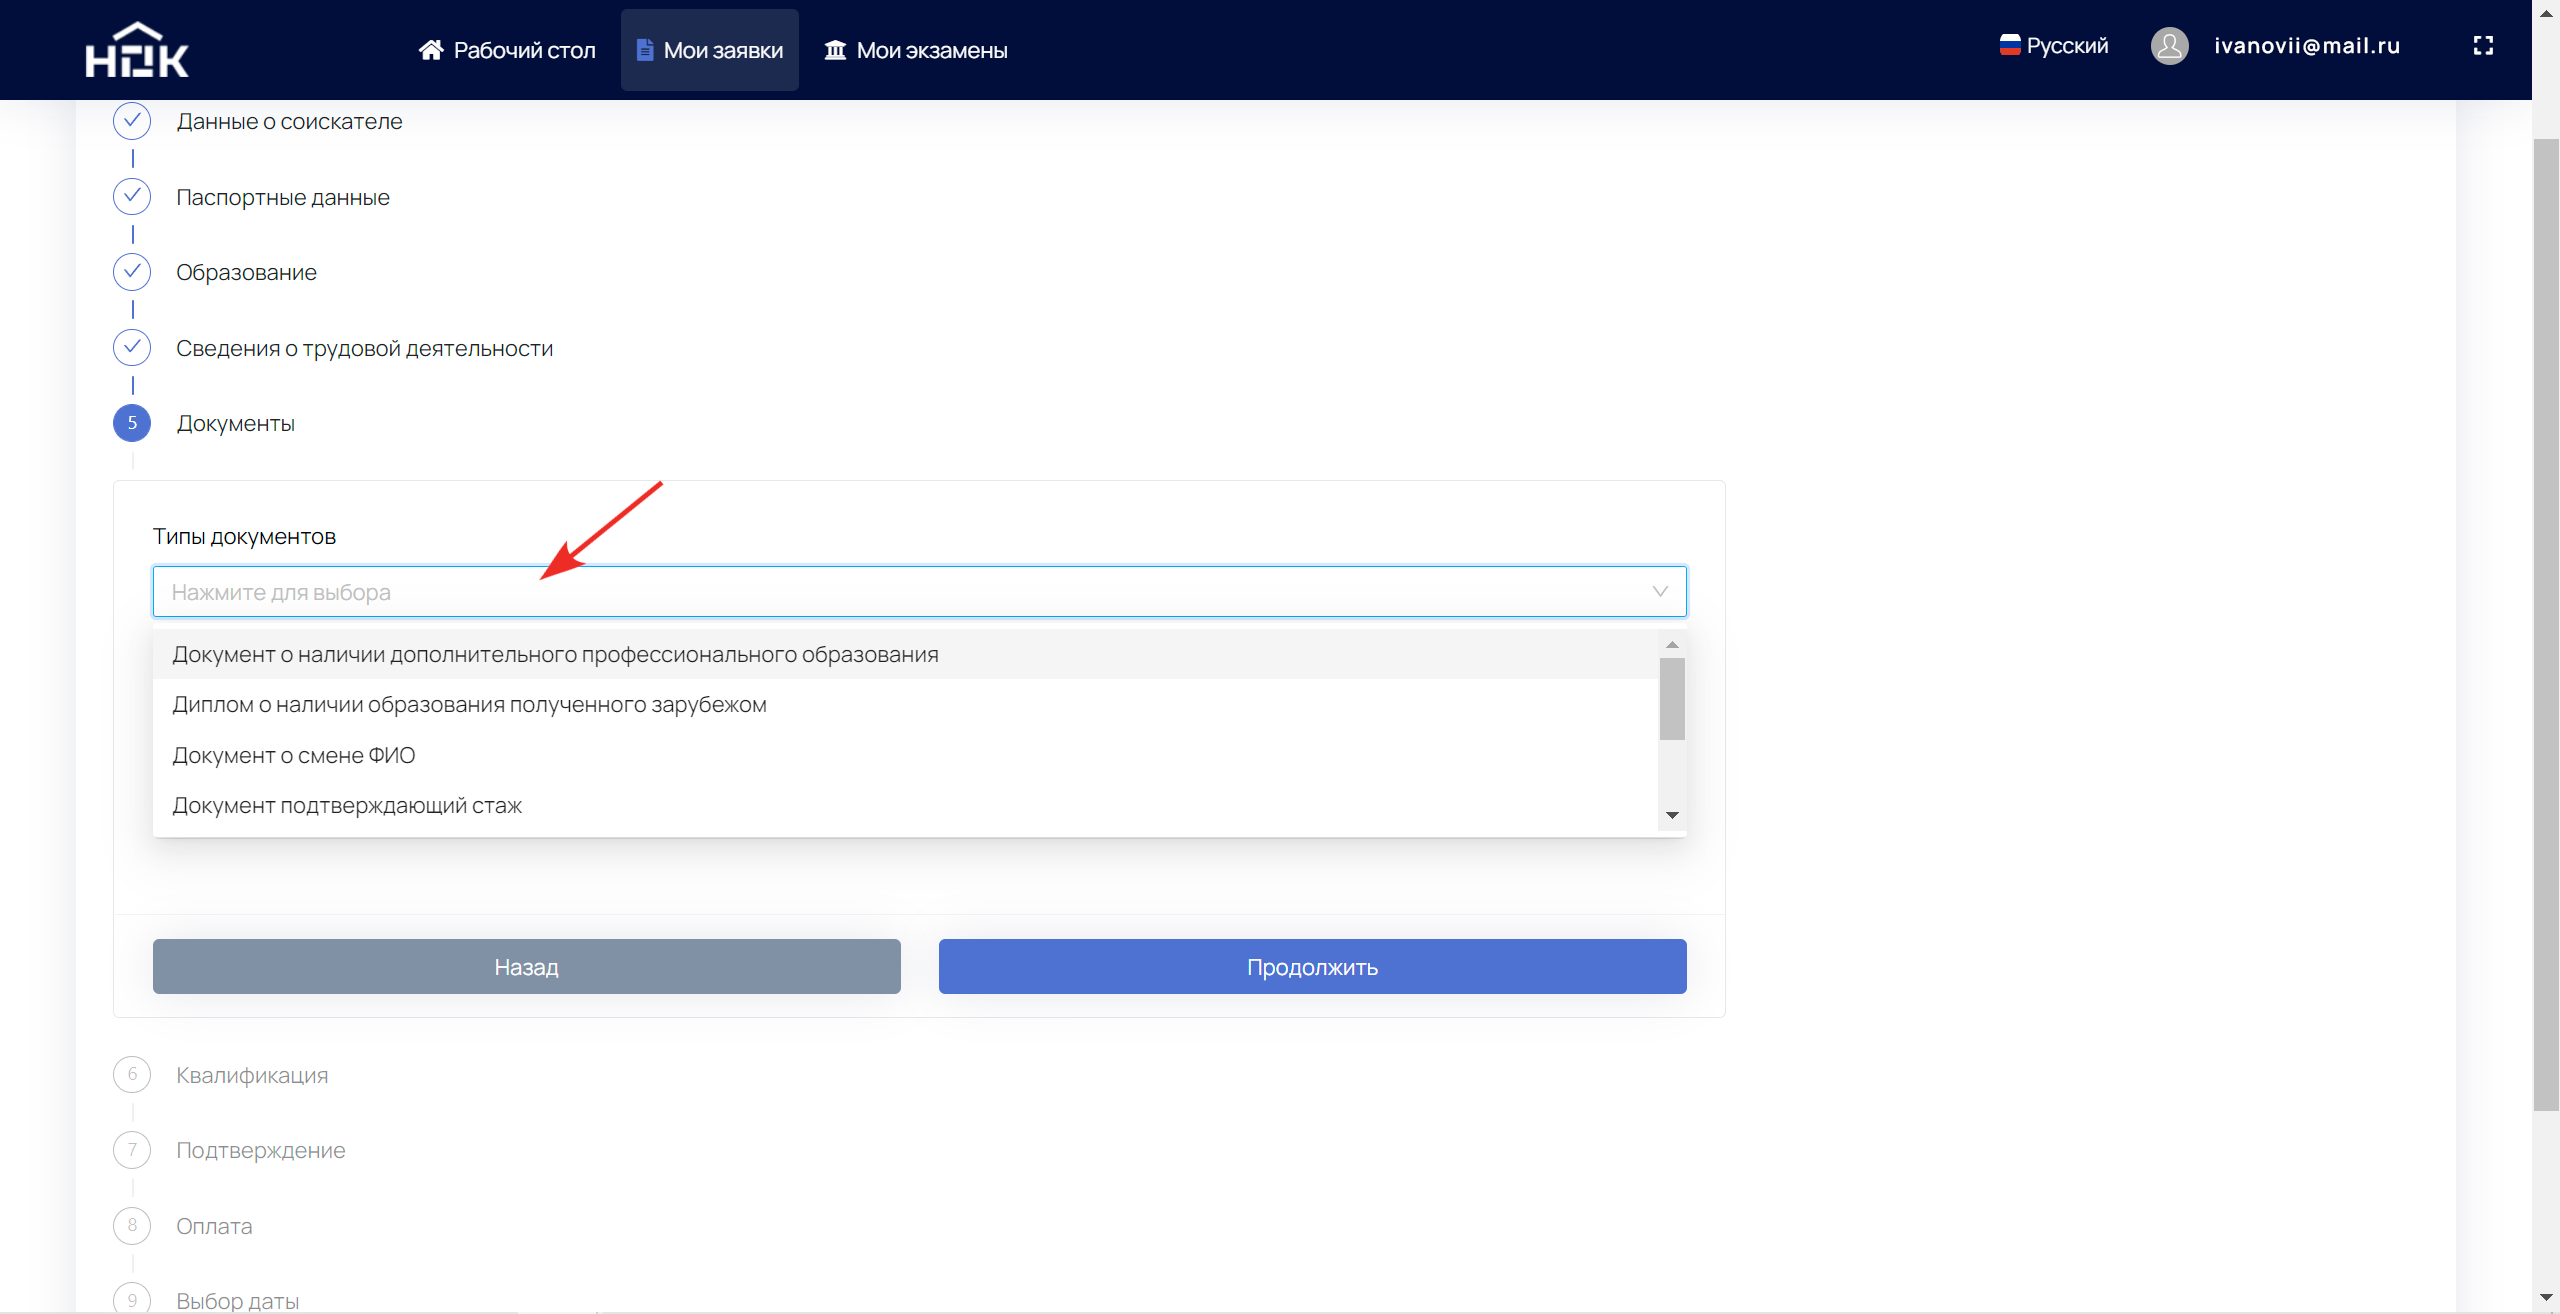 НОК
Рабочий стол
Мои заявки
Мои экзамены
Русский
ivanovii@mail.ru
Данные о соискателе
Паспортные данные
Образование
Сведения о трудовой деятельности
5 Документы
Типы документов
Нажмите для выбора
Документ о наличии дополнительного профессионального образования
Диплом о наличии образования полученного зарубежом
Документ о смене ФИО
Документ подтверждающий стаж
Назад
Продолжить
6 Квалификация
7 Подтверждение
8 Оплата
9 Выбор даты